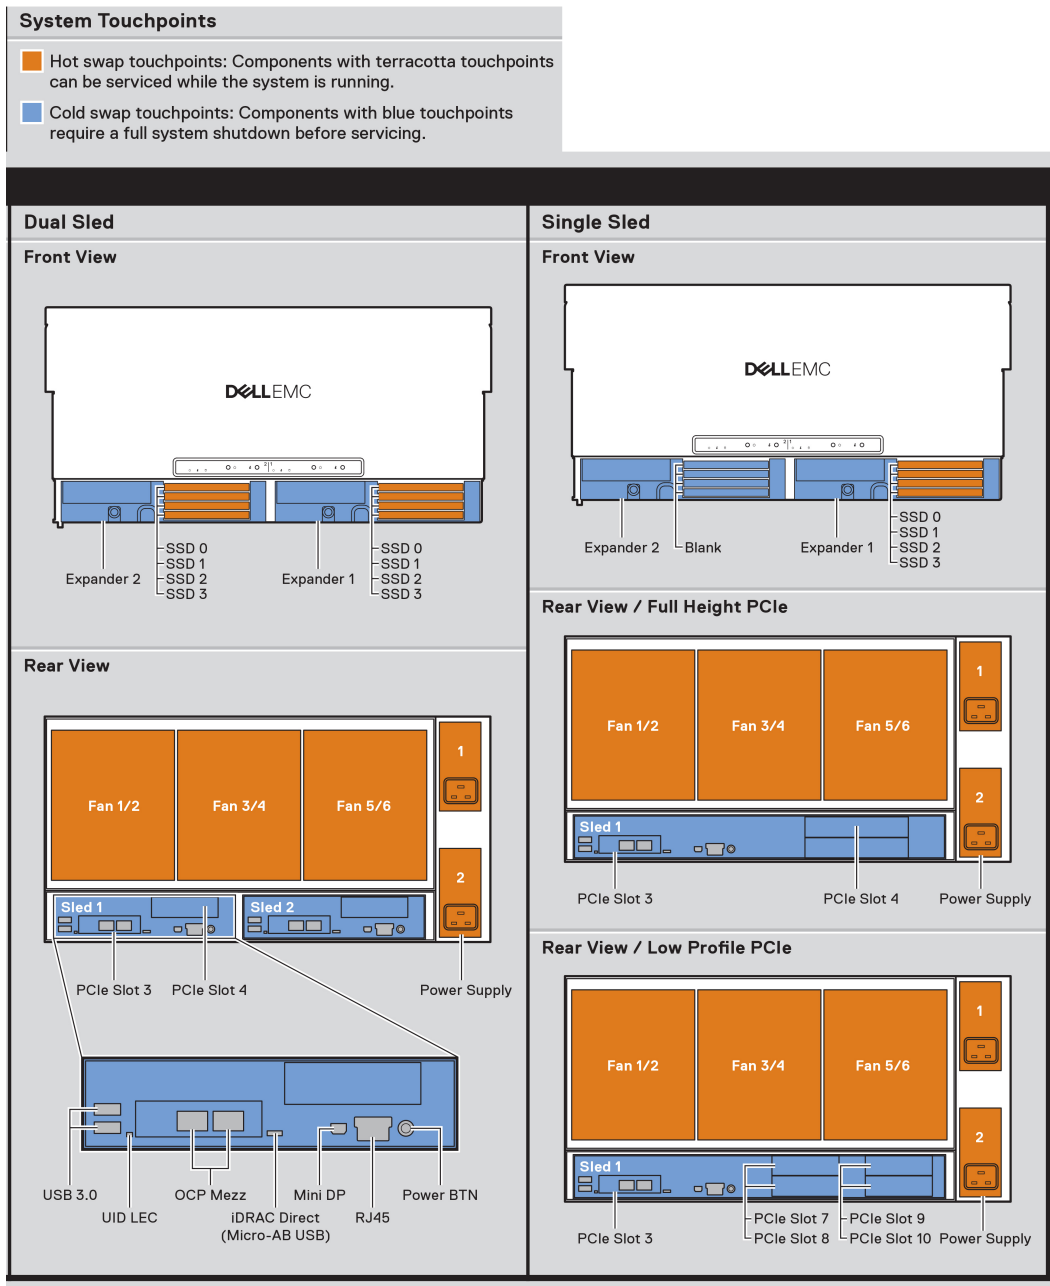 System Touchpoints
Hot swap touchpoints: Components with terracotta touchpoints
can be serviced while the system is running.
Cold swap touchpoints: Components with blue touchpoints
require a full system shutdown before servicing.
Dual Sled
Front View
DELLEMC
2 1
SSD 0
SSD 1
SSD 2
SSD 3
SSD 0
SSD 1
SSD 2
SSD 3
Expander 2
Expander 1
Rear View
Fan 1/2
Fan 3/4
Fan 5/6
1
2
Sled 1
Sled 2
PCIe Slot 3
PCIe Slot 4
Power Supply
USB 3.0
OCP Mezz
Mini DP
Power BTN
UID LEC
iDRAC Direct
(Micro-AB USB)
RJ45
Single Sled
Front View
DELLEMC
2 1
Expander 2
Blank
Expander 1
SSD 0
SSD 1
SSD 2
SSD 3
Rear View / Full Height PCIe
Fan 1/2
Fan 3/4
Fan 5/6
1
2
Sled 1
PCIe Slot 3
PCIe Slot 4
Power Supply
Rear View / Low Profile PCIe
Fan 1/2
Fan 3/4
Fan 5/6
1
2
Sled 1
PCIe Slot 3
PCIe Slot 7
PCIe Slot 8
PCIe Slot 9
PCIe Slot 10
Power Supply